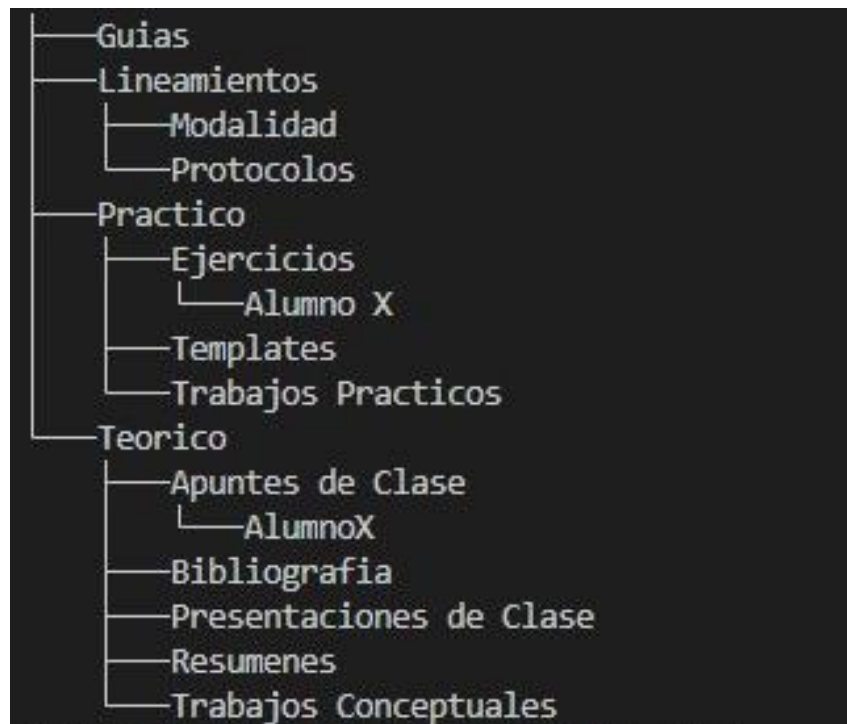 Guias
Lineamientos
Modalidad
Protocolos
Practico
Ejercicios
Alumno X
Templates
Trabajos Practicos
Teorico
Apuntes de Clase
AlumnoX
Bibliografia
Presentaciones de Clase
Resumenes
Trabajos Conceptuales